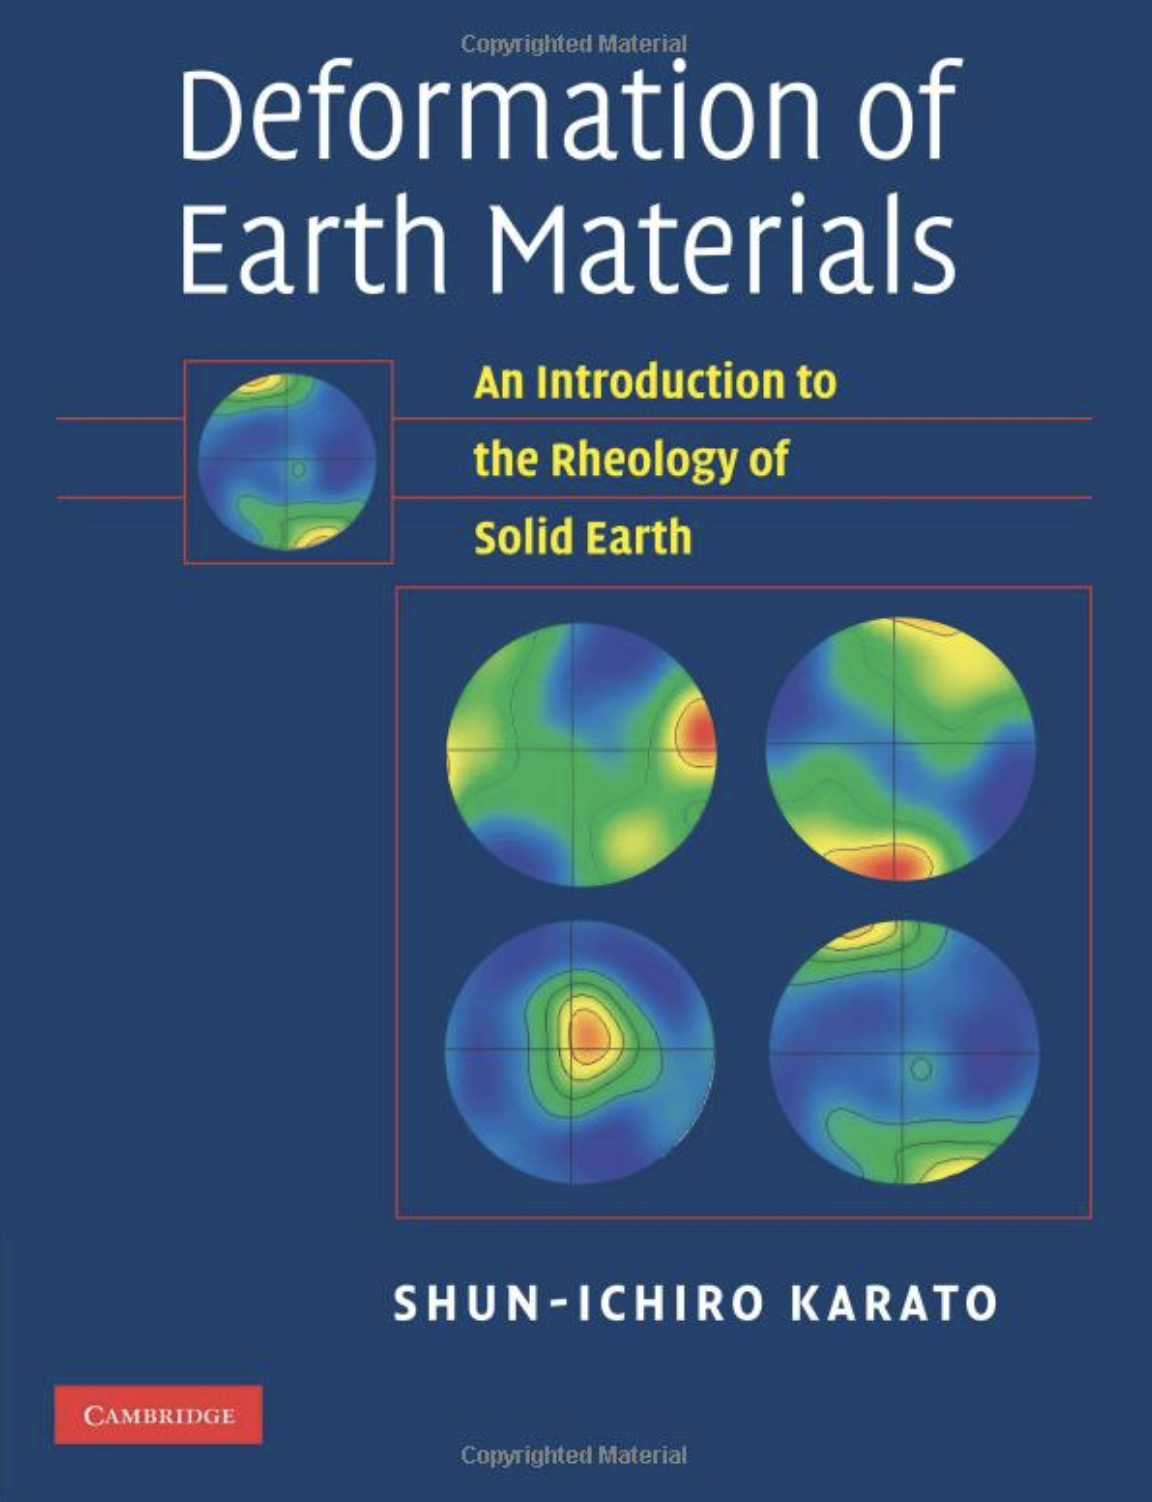 Copyrighted Material
Deformation of
Earth Materials
An Introduction to
the Rheology of
Solid Earth
SHUN-ICHIRO KARATO
CAMBRIDGE
Copyrighted Material